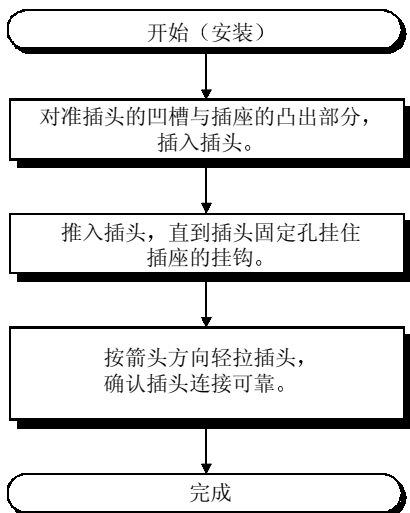 开始（安装）
对准插头的凹槽与插座的凸出部分，
插入插头。
推入插头，直到插头固定孔挂住
插座的挂钩。
按箭头方向轻拉插头，
确认插头连接可靠。
完成